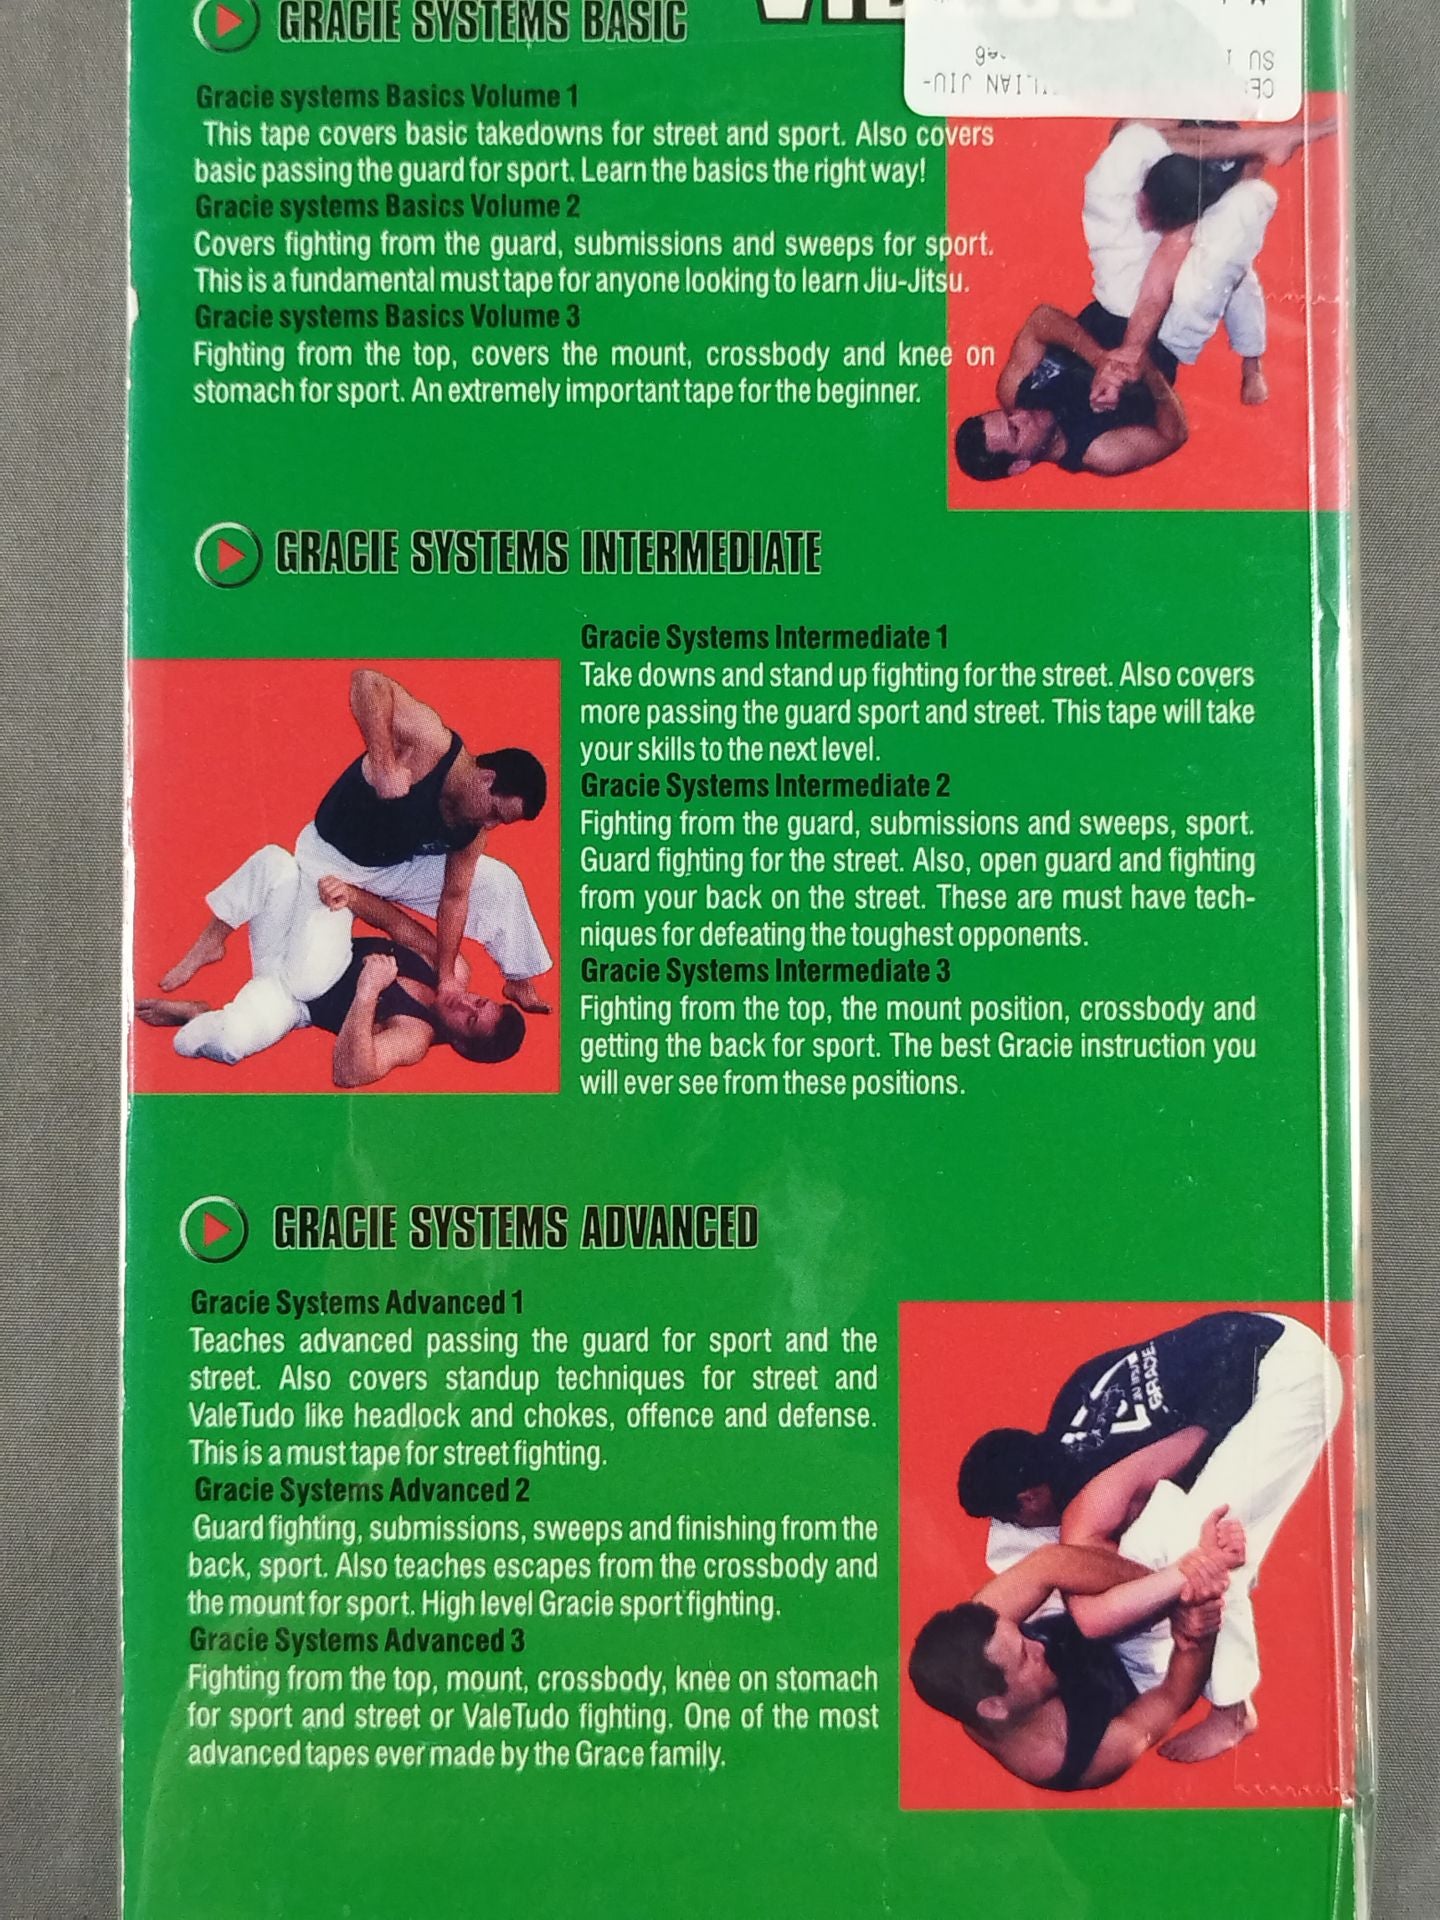 GRACIE SYSTEMS BASIC
Gracie systems Basics Volume 1
This tape covers basic takedowns for street and sport. Also covers
basic passing the guard for sport. Learn the basics the right way!
Gracie systems Basics Volume 2
Covers fighting from the guard, submissions and sweeps for sport.
This is a fundamental must tape for anyone looking to learn Jiu-Jitsu.
Gracie systems Basics Volume 3
Fighting from the top, covers the mount, crossbody and knee on
stomach for sport. An extremely important tape for the beginner.
GRACIE SYSTEMS INTERMEDIATE
Gracie Systems Intermediate 1
Take downs and stand up fighting for the street. Also covers
more passing the guard sport and street. This tape will take
your skills to the next level.
Gracie Systems Intermediate 2
Fighting from the guard, submissions and sweeps, sport.
Guard fighting for the street. Also, open guard and fighting
from your back on the street. These are must have tech-
niques for defeating the toughest opponents.
Gracie Systems Intermediate 3
Fighting from the top, the mount position, crossbody and
getting the back for sport. The best Gracie instruction you
will ever see from these positions.
GRACIE SYSTEMS ADVANCED
Gracie Systems Advanced 1
Teaches advanced passing the guard for sport and the
street. Also covers standup techniques for street and
ValeTudo like headlock and chokes, offence and defense.
This is a must tape for street fighting.
Gracie Systems Advanced 2
Guard fighting, submissions, sweeps and finishing from the
back, sport. Also teaches escapes from the crossbody and
the mount for sport. High level Gracie sport fighting.
Gracie Systems Advanced 3
Fighting from the top, mount, crossbody, knee on stomach
for sport and street or ValeTudo fighting. One of the most
advanced tapes ever made by the Grace family.